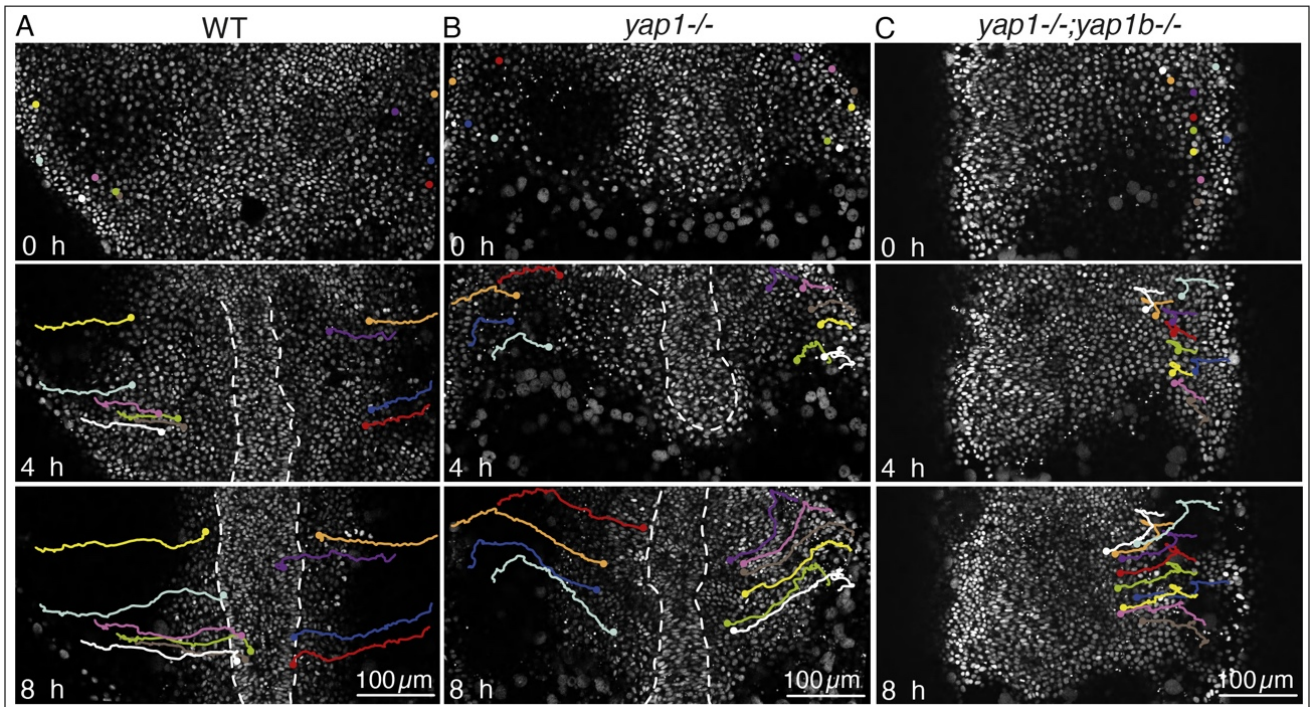 A WT B yap1-/- C yap1-/-;yap1b-/-
0 h 0 h 0 h
4 h 4 h 4 h
100 µm 100 µm 100 µm
8 h 8 h 8 h